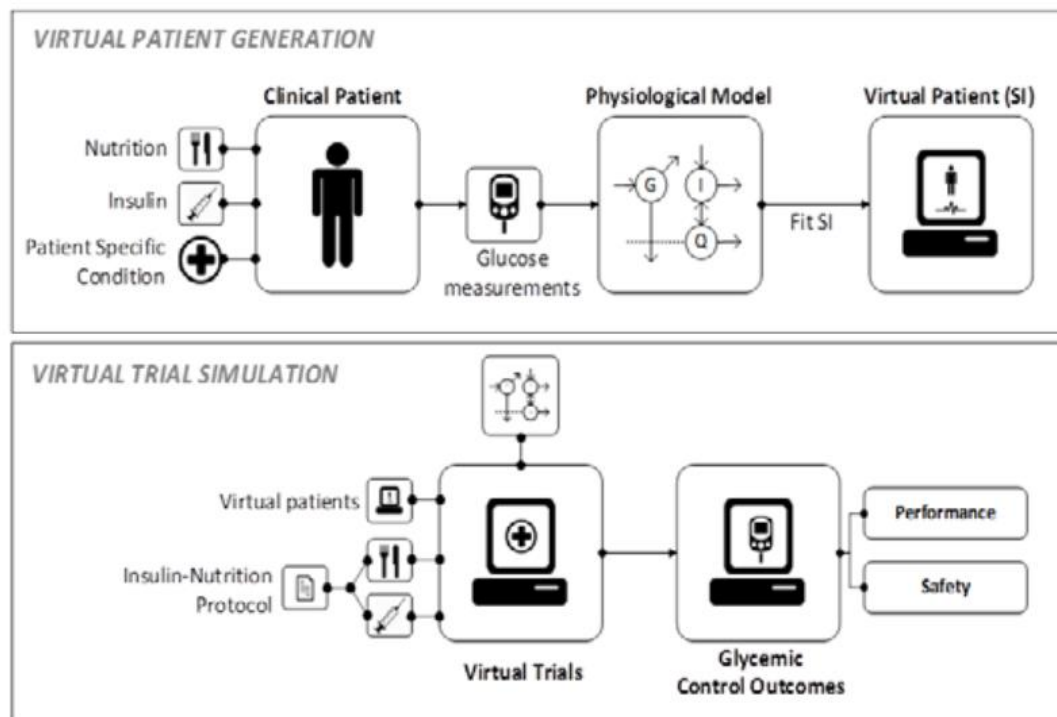 VIRTUAL PATIENT GENERATION
Clinical Patient
Physiological Model
Virtual Patient (SI)
Nutrition
Insulin
Patient Specific
Condition
Glucose
measurements
G
I
Q
Fit SI
VIRTUAL TRIAL SIMULATION
Virtual patients
Insulin-Nutrition
Protocol
Virtual Trials
Glycemic
Control Outcomes
Performance
Safety